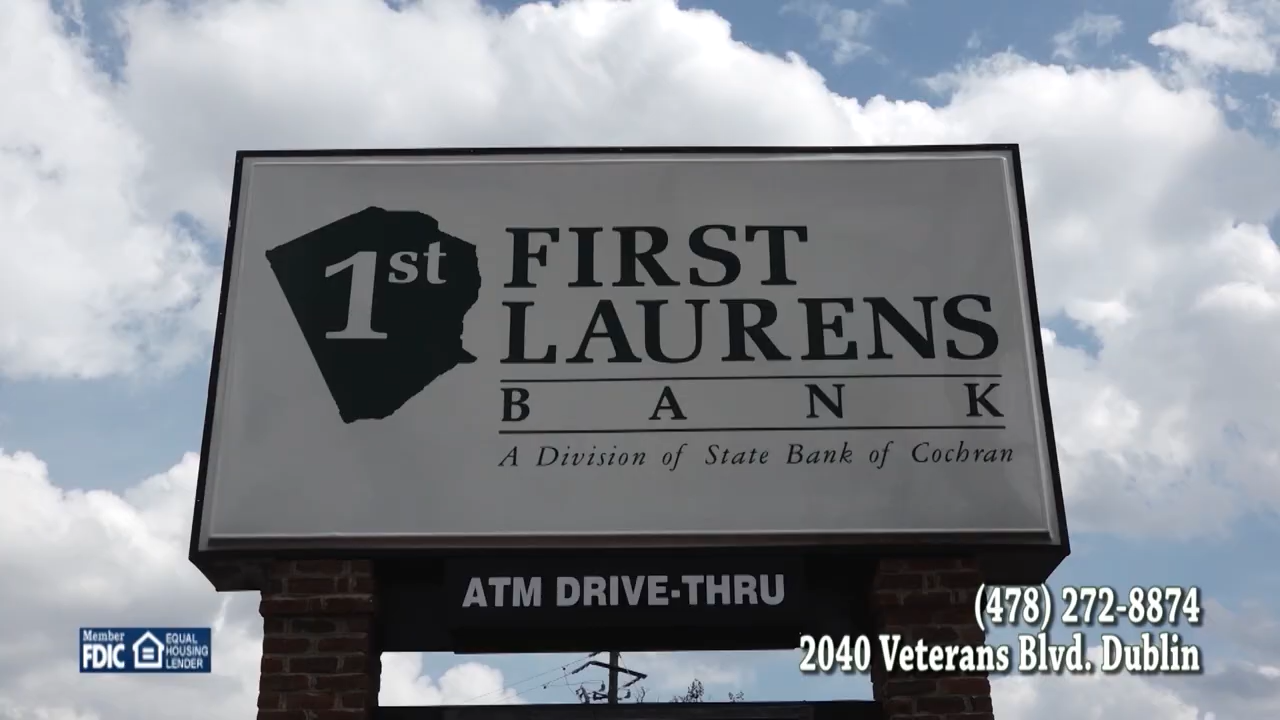 1st
FIRST
LAURENS
BANK
A Division of State Bank of Cochran
ATM DRIVE-THRU
(478) 272-8874
2040 Veterans Blvd. Dublin
Member
FDIC
EQUAL
HOUSING
LENDER